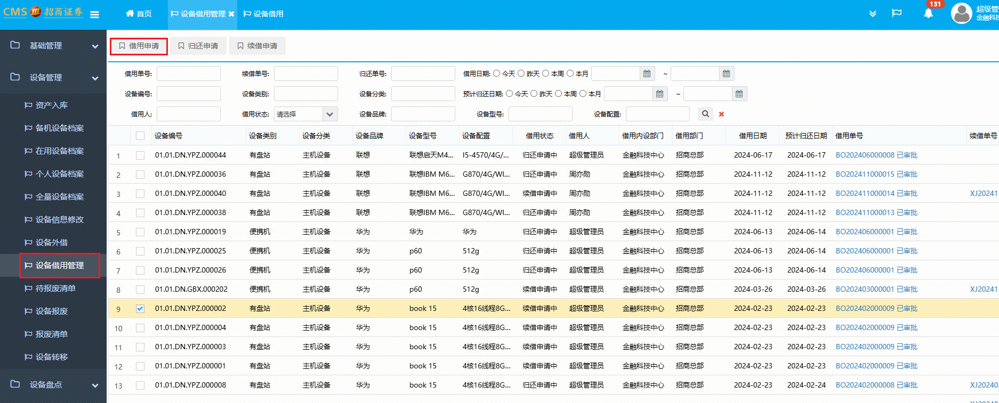 CMS 招商证券
首页
设备借用管理
设备借用
131
超级管
金融科技
基础管理
设备管理
资产入库
备机设备档案
在用设备档案
个人设备档案
全量设备档案
设备信息修改
设备外借
设备借用管理
待报废清单
设备报废
报废清单
设备转移
设备盘点
借用申请 归还申请 续借申请
借用单号: 续借单号: 归还单号: 借用日期: 今天 昨天 本周 本月 ~
设备编号: 设备类别: 设备分类: 预计归还日期: 今天 昨天 本周 本月 ~
借用人: 借用状态: 请选择 设备品牌: 设备型号: 设备配置:
设备编号 设备类别 设备分类 设备品牌 设备型号 设备配置 借用状态 借用人 借用内设部门 借用部门 借用日期 预计归还日期 借用单号 续借单号
1 01.01.DN.YPZ.000044 有盘站 主机设备 联想 联想启天M4... I5-4570/4G/... 归还申请中 超级管理员 金融科技中心 招商总部 2024-06-17 2024-06-17 BO202406000008 已审批
2 01.01.DN.YPZ.000036 有盘站 主机设备 联想 联想IBM M6... G870/4G/WI... 归还申请中 周亦勋 金融科技中心 招商总部 2024-11-12 2024-11-12 BO202411000015 已审批
3 01.01.DN.YPZ.000040 有盘站 主机设备 联想 联想IBM M6... G870/4G/WI... 续借申请中 周亦勋 金融科技中心 招商总部 2024-11-12 2024-11-12 BO202411000014 已审批 XJ20241
4 01.01.DN.YPZ.000038 有盘站 主机设备 联想 联想IBM M6... G870/4G/WI... 归还申请中 周亦勋 金融科技中心 招商总部 2024-11-12 2024-11-12 BO202411000013 已审批
5 01.01.DN.YPZ.000019 便携机 主机设备 华为 华为 华为 归还申请中 超级管理员 金融科技中心 招商总部 2024-06-13 2024-06-14 BO202406000001 已审批
6 01.01.DN.YPZ.000025 便携机 主机设备 华为 p60 512g 归还申请中 超级管理员 金融科技中心 招商总部 2024-06-13 2024-06-14 BO202406000001 已审批
7 01.01.DN.YPZ.000026 便携机 主机设备 华为 p60 512g 归还申请中 超级管理员 金融科技中心 招商总部 2024-06-13 2024-06-14 BO202406000001 已审批
8 01.01.DN.GBX.000202 便携机 主机设备 华为 p60 512g 续借申请中 超级管理员 金融科技中心 招商总部 2024-03-26 2024-03-26 BO202403000001 已审批 XJ20241
9 01.01.DN.YPZ.000002 有盘站 主机设备 华为 book 15 4核16线程8G... 续借申请中 超级管理员 金融科技中心 招商总部 2024-02-23 2024-02-23 BO202402000009 已审批
10 01.01.DN.YPZ.000004 有盘站 主机设备 华为 book 15 4核16线程8G... 续借申请中 超级管理员 金融科技中心 招商总部 2024-02-23 2024-02-23 BO202402000009 已审批
11 01.01.DN.YPZ.000003 有盘站 主机设备 华为 book 15 4核16线程8G... 续借申请中 超级管理员 金融科技中心 招商总部 2024-02-23 2024-02-23 BO202402000009 已审批
12 01.01.DN.YPZ.000001 有盘站 主机设备 华为 book 15 4核16线程8G... 续借申请中 超级管理员 金融科技中心 招商总部 2024-02-23 2024-02-23 BO202402000009 已审批
13 01.01.DN.YPZ.000008 有盘站 主机设备 华为 book 15 4核16线程8G... 归还申请中 超级管理员 金融科技中心 招商总部 2024-02-23 2024-02-24 BO202402000008 已审批 XJ20240